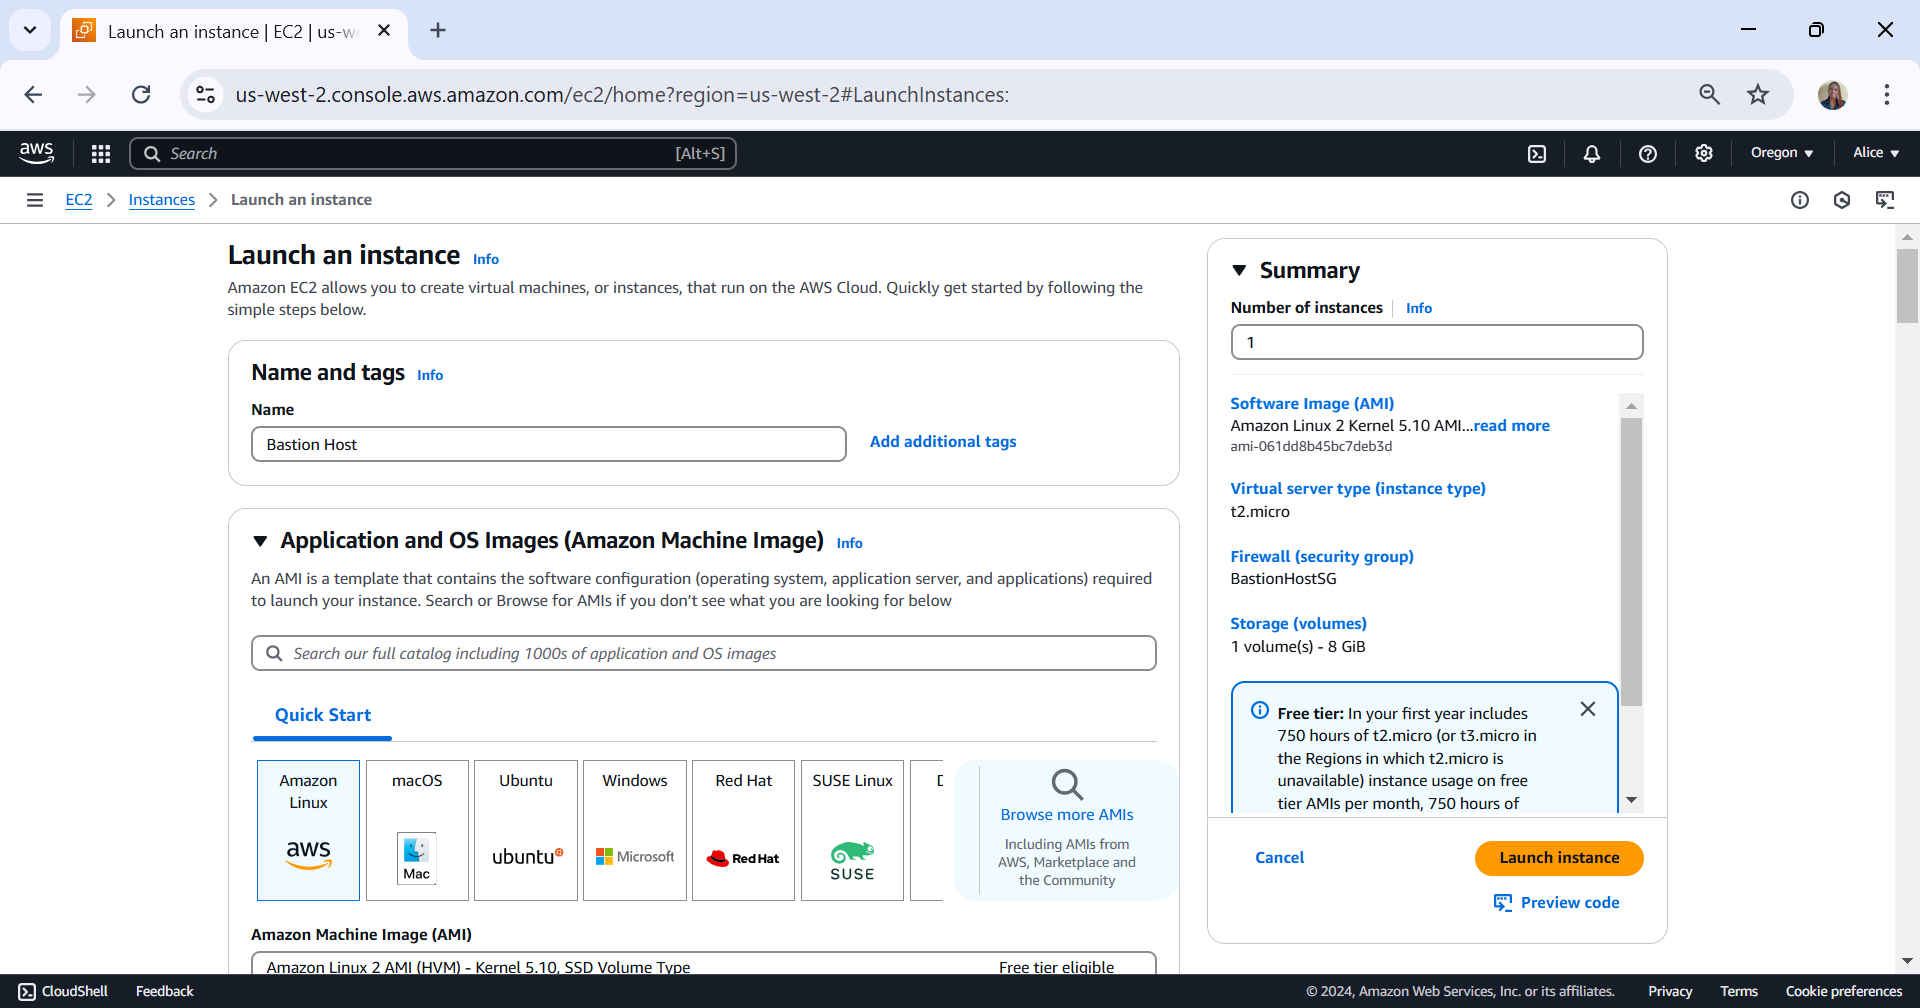 Launch an instance | EC2 | us-w
us-west-2.console.aws.amazon.com/ec2/home?region=us-west-2#LaunchInstances:
aws
Search
[Alt+S]
Oregon
Alice
EC2
Instances
Launch an instance
Launch an instance
Info
Amazon EC2 allows you to create virtual machines, or instances, that run on the AWS Cloud. Quickly get started by following the
simple steps below.
Name and tags
Info
Name
Bastion Host
Add additional tags
Application and OS Images (Amazon Machine Image)
Info
An AMI is a template that contains the software configuration (operating system, application server, and applications) required
to launch your instance. Search or Browse for AMIs if you don’t see what you are looking for below
Search our full catalog including 1000s of application and OS images
Quick Start
Amazon
Linux
aws
macOS
Mac
Ubuntu
ubuntu
Windows
Microsoft
Red Hat
Red Hat
SUSE Linux
SUSE
Browse more AMIs
Including AMIs from
AWS, Marketplace and
the Community
Amazon Machine Image (AMI)
Amazon Linux 2 AMI (HVM) - Kernel 5.10, SSD Volume Type
Free tier eligible
Summary
Number of instances
Info
1
Software Image (AMI)
Amazon Linux 2 Kernel 5.10 AMI...read more
ami-061dd8b45bc7deb3d
Virtual server type (instance type)
t2.micro
Firewall (security group)
BastionHostSG
Storage (volumes)
1 volume(s) - 8 GiB
Free tier: In your first year includes
750 hours of t2.micro (or t3.micro in
the Regions in which t2.micro is
unavailable) instance usage on free
tier AMIs per month, 750 hours of
Cancel
Launch instance
Preview code
CloudShell
Feedback
© 2024, Amazon Web Services, Inc. or its affiliates.
Privacy
Terms
Cookie preferences